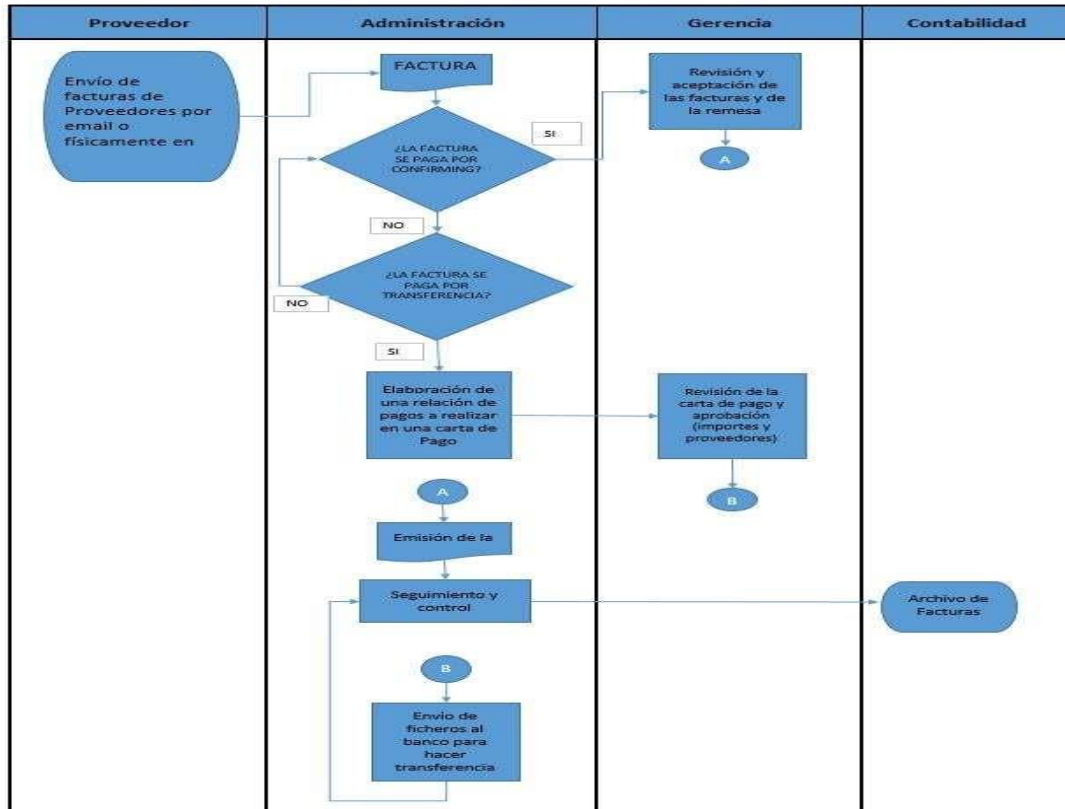 Proveedor
Administración
Gerencia
Contabilidad
Envío de
facturas de
Proveedores por
email o
físicamente en
FACTURA
¿LA FACTURA
SE PAGA POR
CONFIRMING?
SI
Revisión y
aceptación de
las facturas y de
la remesa
A
NO
¿LA FACTURA SE
PAGA POR
TRANSFERENCIA?
NO
SI
Elaboración de
una relación de
pagos a realizar
en una carta de
Pago
Revisión de la
carta de pago y
aprobación
(importes y
proveedores)
B
A
Emisión de la
Seguimiento y
control
Archivo de
Facturas
B
Envío de
ficheros al
banco para
hacer
transferencia